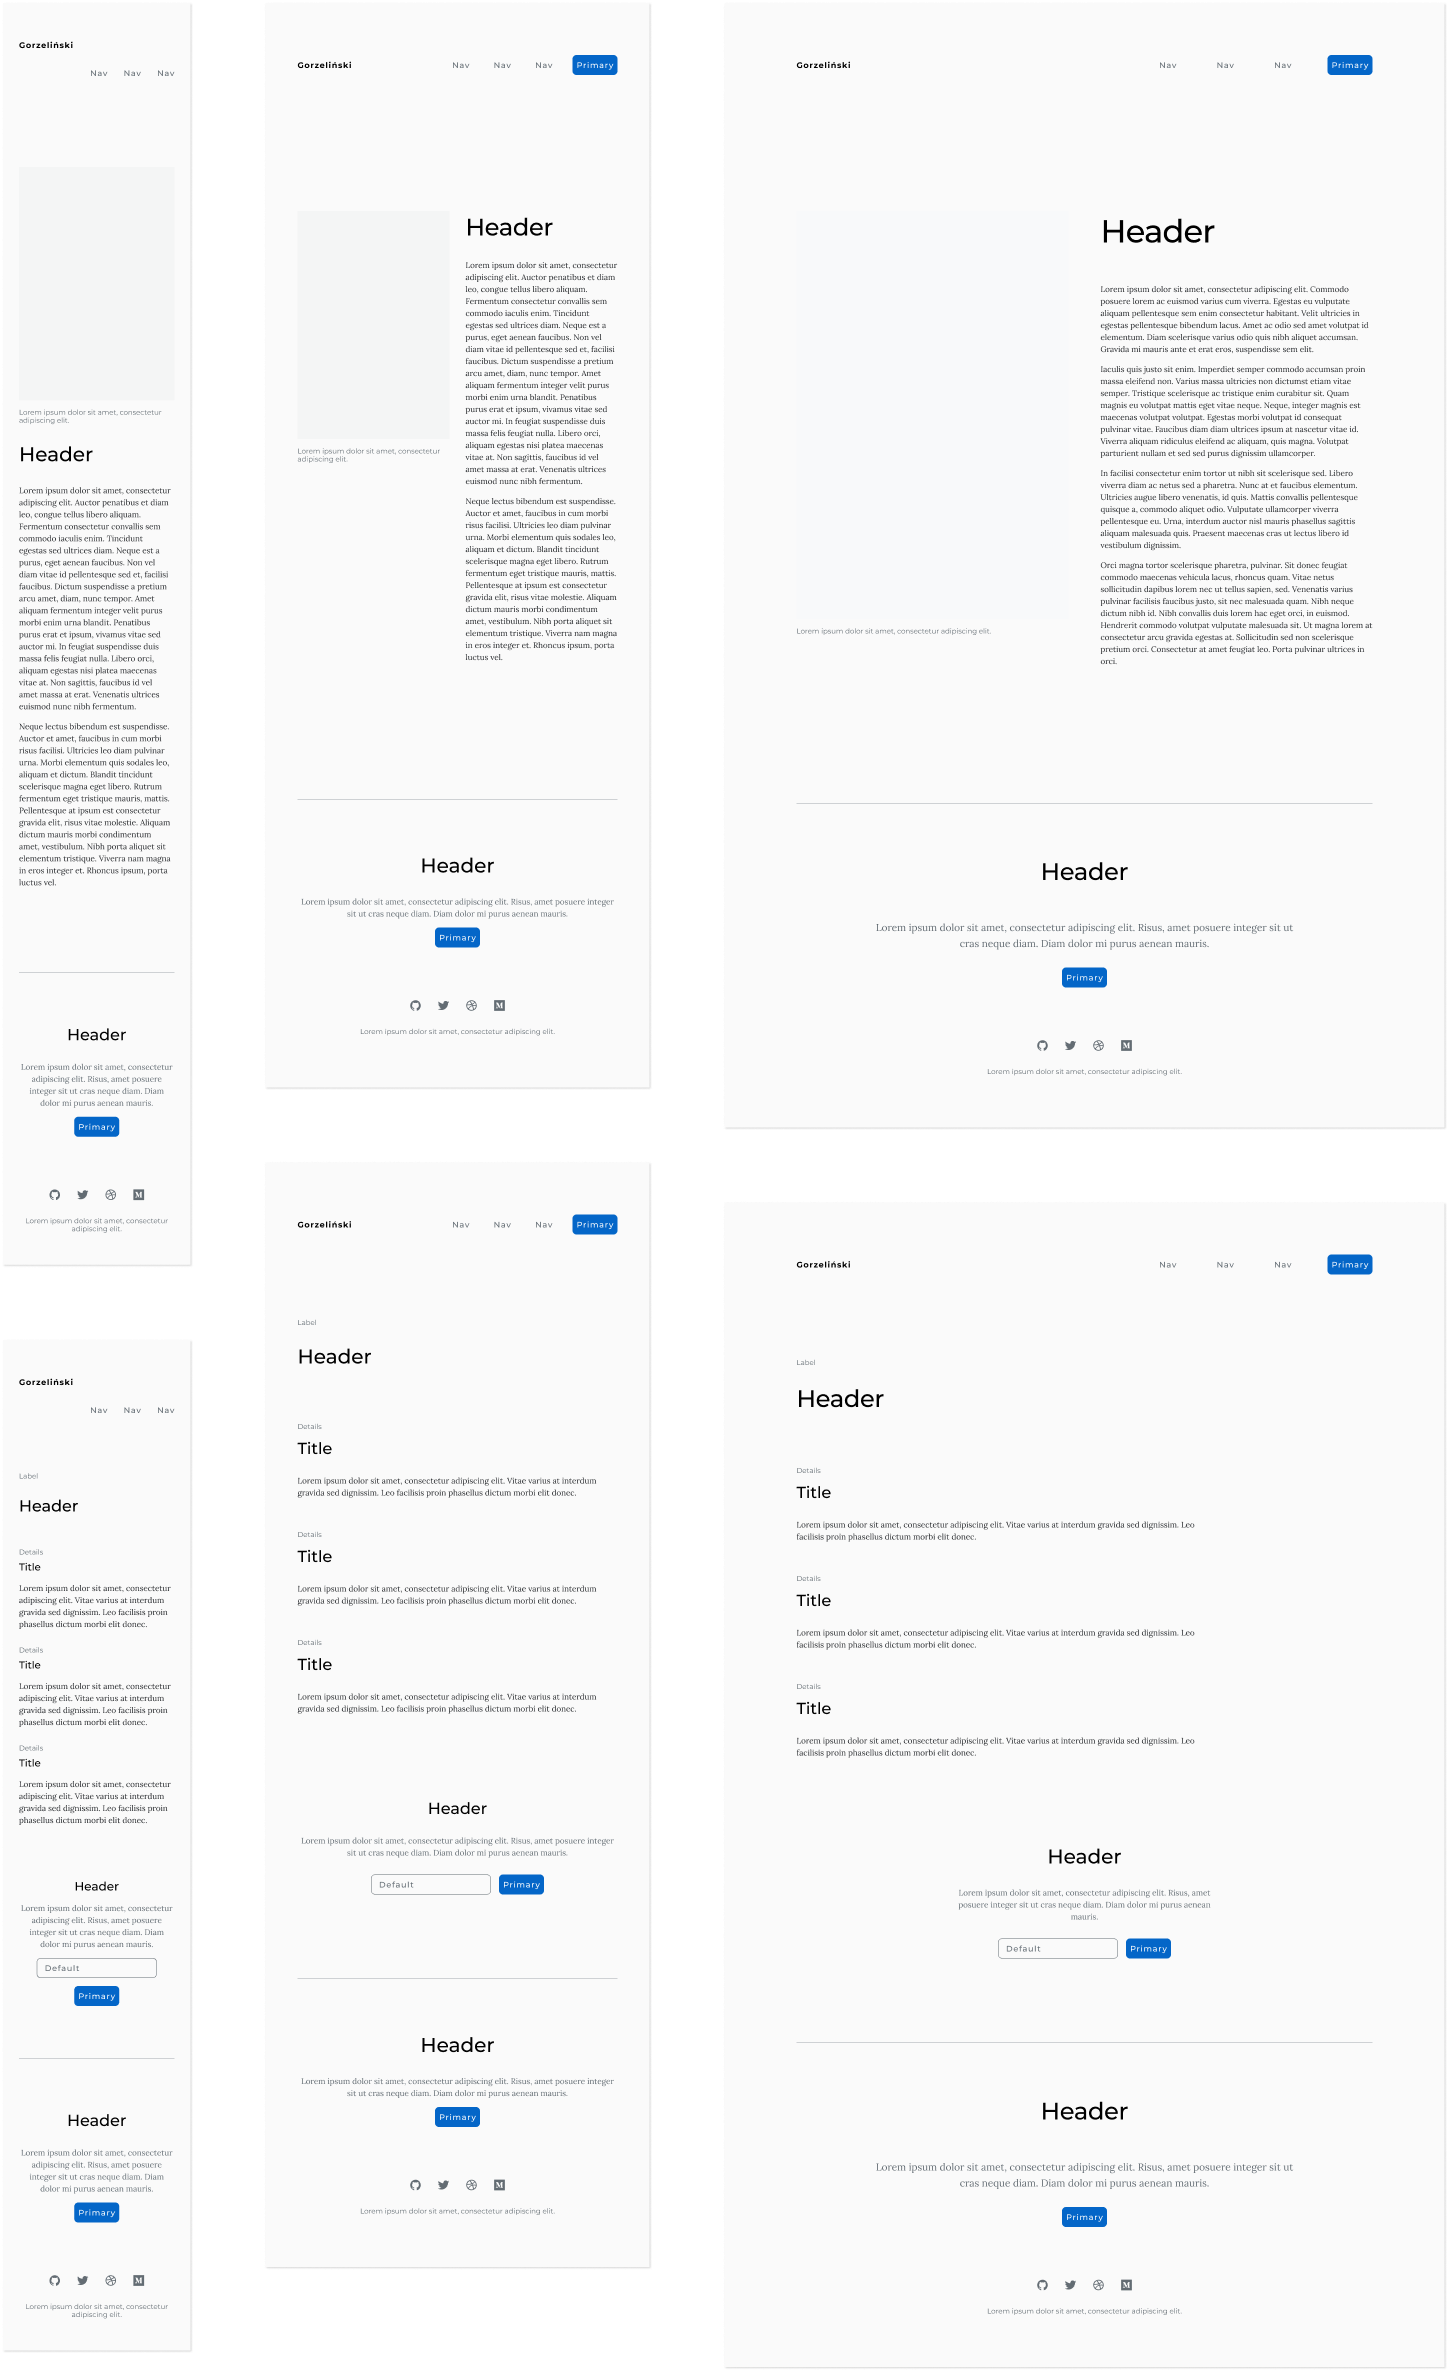 Gorzeliński
Nav Nav Nav
Lorem ipsum dolor sit amet, consectetur
adipiscing elit.
Header
Lorem ipsum dolor sit amet, consectetur
adipiscing elit. Auctor penatibus et diam
leo, congue tellus libero aliquam.
Fermentum consectetur convallis sem
commodo iaculis enim. Tincidunt
egestas sed ultrices diam. Neque est a
purus, eget aenean faucibus. Non vel
diam vitae id pellentesque sed et, facilisi
faucibus. Dictum suspendisse a pretium
arcu amet, diam, nunc tempor. Amet
aliquam fermentum integer velit purus
morbi enim urna blandit. Penatibus
purus erat et ipsum, vivamus vitae sed
auctor mi. In feugiat suspendisse duis
massa felis feugiat nulla. Libero orci,
aliquam egestas nisi platea maecenas
vitae at. Non sagittis, faucibus id vel
amet massa at erat. Venenatis ultrices
euismod nunc nibh fermentum.
Neque lectus bibendum est suspendisse.
Auctor et amet, faucibus in cum morbi
risus facilisi. Ultricies leo diam pulvinar
urna. Morbi elementum quis sodales leo,
aliquam et dictum. Blandit tincidunt
scelerisque magna eget libero. Rutrum
fermentum eget tristique mauris, mattis.
Pellentesque at ipsum est consectetur
gravida elit, risus vitae molestie. Aliquam
dictum mauris morbi condimentum
amet, vestibulum. Nibh porta aliquet sit
elementum tristique. Viverra nam magna
in eros integer et. Rhoncus ipsum, porta
luctus vel.
Header
Lorem ipsum dolor sit amet, consectetur
adipiscing elit. Risus, amet posuere
integer sit ut cras neque diam. Diam
dolor mi purus aenean mauris.
Primary
Lorem ipsum dolor sit amet, consectetur
adipiscing elit.
Gorzeliński
Nav Nav Nav Primary
Lorem ipsum dolor sit amet, consectetur
adipiscing elit.
Header
Lorem ipsum dolor sit amet, consectetur
adipiscing elit. Auctor penatibus et diam
leo, congue tellus libero aliquam.
Fermentum consectetur convallis sem
commodo iaculis enim. Tincidunt
egestas sed ultrices diam. Neque est a
purus, eget aenean faucibus. Non vel
diam vitae id pellentesque sed et, facilisi
faucibus. Dictum suspendisse a pretium
arcu amet, diam, nunc tempor. Amet
aliquam fermentum integer velit purus
morbi enim urna blandit. Penatibus
purus erat et ipsum, vivamus vitae sed
auctor mi. In feugiat suspendisse duis
massa felis feugiat nulla. Libero orci,
aliquam egestas nisi platea maecenas
vitae at. Non sagittis, faucibus id vel
amet massa at erat. Venenatis ultrices
euismod nunc nibh fermentum.
Neque lectus bibendum est suspendisse.
Auctor et amet, faucibus in cum morbi
risus facilisi. Ultricies leo diam pulvinar
urna. Morbi elementum quis sodales leo,
aliquam et dictum. Blandit tincidunt
scelerisque magna eget libero. Rutrum
fermentum eget tristique mauris, mattis.
Pellentesque at ipsum est consectetur
gravida elit, risus vitae molestie. Aliquam
dictum mauris morbi condimentum
amet, vestibulum. Nibh porta aliquet sit
elementum tristique. Viverra nam magna
in eros integer et. Rhoncus ipsum, porta
luctus vel.
Header
Lorem ipsum dolor sit amet, consectetur adipiscing elit. Risus, amet posuere integer
sit ut cras neque diam. Diam dolor mi purus aenean mauris.
Primary
Lorem ipsum dolor sit amet, consectetur adipiscing elit.
Gorzeliński
Nav Nav Nav Primary
Lorem ipsum dolor sit amet, consectetur adipiscing elit.
Header
Lorem ipsum dolor sit amet, consectetur adipiscing elit. Commodo
posuere lorem ac euismod varius cum viverra. Egestas eu vulputate
aliquam pellentesque sem enim consectetur habitant. Velit ultricies in
egestas pellentesque bibendum lacus. Amet ac odio sed amet volutpat id
elementum. Diam scelerisque varius odio quis nibh aliquet accumsan.
Gravida mi mauris ante et erat eros, suspendisse sem elit.
Iaculis quis justo sit enim. Imperdiet semper commodo accumsan proin
massa eleifend non. Varius massa ultricies non dictumst etiam vitae
semper. Tristique scelerisque ac tristique enim curabitur sit. Quam
magnis eu volutpat mattis eget vitae neque. Neque, integer magnis est
maecenas volutpat volutpat. Egestas morbi volutpat id consequat
pulvinar vitae. Faucibus diam diam ultrices ipsum at nascetur vitae id.
Viverra aliquam ridiculus eleifend ac aliquam, quis magna. Volutpat
parturient nullam et sed sed purus dignissim ullamcorper.
In facilisi consectetur enim tortor ut nibh sit scelerisque sed. Libero
viverra diam ac netus sed a pharetra. Nunc at et faucibus elementum.
Ultricies augue libero venenatis, id quis. Mattis convallis pellentesque
quisque a, commodo aliquet odio. Vulputate ullamcorper viverra
pellentesque eu. Urna, interdum auctor nisl mauris phasellus sagittis
aliquam malesuada quis. Praesent maecenas cras ut lectus libero id
vestibulum dignissim.
Orci magna tortor scelerisque pharetra, pulvinar. Sit donec feugiat
commodo maecenas vehicula lacus, rhoncus quam. Vitae netus
sollicitudin dapibus lorem nec ut tellus sapien, sed. Venenatis varius
pulvinar facilisis faucibus justo, sit nec malesuada quam. Nibh neque
dictum nibh id. Nibh convallis duis lorem hac eget orci, in etiam.
Hendrerit commodo volutpat vulputate malesuada sit. Ut magna lorem at
consectetur arcu gravida egestas at. Sollicitudin sed non scelerisque
pretium orci. Consectetur at amet feugiat leo. Porta pulvinar ultrices in
orci.
Header
Lorem ipsum dolor sit amet, consectetur adipiscing elit. Risus, amet posuere integer sit ut
cras neque diam. Diam dolor mi purus aenean mauris.
Primary
Lorem ipsum dolor sit amet, consectetur adipiscing elit.
Gorzeliński
Nav Nav Nav
Label
Header
Details
Title
Lorem ipsum dolor sit amet, consectetur
adipiscing elit. Vitae varius at interdum
gravida sed dignissim. Leo facilisis proin
phasellus dictum morbi elit donec.
Details
Title
Lorem ipsum dolor sit amet, consectetur
adipiscing elit. Vitae varius at interdum
gravida sed dignissim. Leo facilisis proin
phasellus dictum morbi elit donec.
Details
Title
Lorem ipsum dolor sit amet, consectetur
adipiscing elit. Vitae varius at interdum
gravida sed dignissim. Leo facilisis proin
phasellus dictum morbi elit donec.
Header
Lorem ipsum dolor sit amet, consectetur
adipiscing elit. Risus, amet posuere
integer sit ut cras neque diam. Diam
dolor mi purus aenean mauris.
Default
Primary
Header
Lorem ipsum dolor sit amet, consectetur
adipiscing elit. Risus, amet posuere
integer sit ut cras neque diam. Diam
dolor mi purus aenean mauris.
Primary
Lorem ipsum dolor sit amet, consectetur
adipiscing elit.
Gorzeliński
Nav Nav Nav Primary
Label
Header
Details
Title
Lorem ipsum dolor sit amet, consectetur adipiscing elit. Vitae varius at interdum
gravida sed dignissim. Leo facilisis proin phasellus dictum morbi elit donec.
Details
Title
Lorem ipsum dolor sit amet, consectetur adipiscing elit. Vitae varius at interdum
gravida sed dignissim. Leo facilisis proin phasellus dictum morbi elit donec.
Details
Title
Lorem ipsum dolor sit amet, consectetur adipiscing elit. Vitae varius at interdum
gravida sed dignissim. Leo facilisis proin phasellus dictum morbi elit donec.
Header
Lorem ipsum dolor sit amet, consectetur adipiscing elit. Risus, amet posuere integer
sit ut cras neque diam. Diam dolor mi purus aenean mauris.
Default Primary
Header
Lorem ipsum dolor sit amet, consectetur adipiscing elit. Risus, amet posuere integer
sit ut cras neque diam. Diam dolor mi purus aenean mauris.
Primary
Lorem ipsum dolor sit amet, consectetur adipiscing elit.
Gorzeliński
Nav Nav Nav Primary
Label
Header
Details
Title
Lorem ipsum dolor sit amet, consectetur adipiscing elit. Vitae varius at interdum gravida sed dignissim. Leo
facilisis proin phasellus dictum morbi elit donec.
Details
Title
Lorem ipsum dolor sit amet, consectetur adipiscing elit. Vitae varius at interdum gravida sed dignissim. Leo
facilisis proin phasellus dictum morbi elit donec.
Details
Title
Lorem ipsum dolor sit amet, consectetur adipiscing elit. Vitae varius at interdum gravida sed dignissim. Leo
facilisis proin phasellus dictum morbi elit donec.
Header
Lorem ipsum dolor sit amet, consectetur adipiscing elit. Risus, amet
posuere integer sit ut cras neque diam. Diam dolor mi purus aenean
mauris.
Default Primary
Header
Lorem ipsum dolor sit amet, consectetur adipiscing elit. Risus, amet posuere integer sit ut
cras neque diam. Diam dolor mi purus aenean mauris.
Primary
Lorem ipsum dolor sit amet, consectetur adipiscing elit.